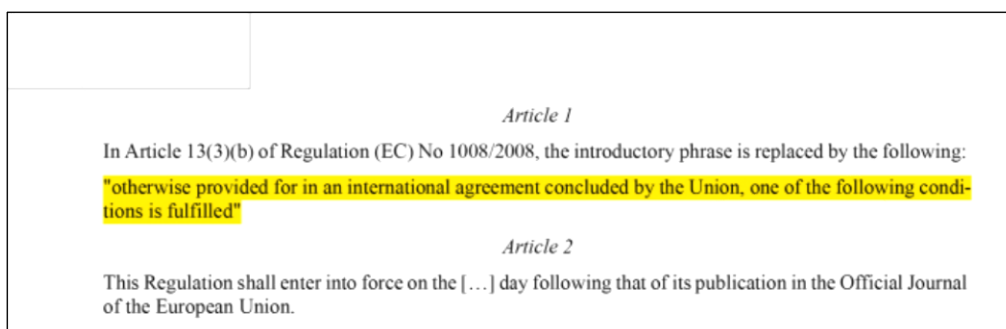 Article 1
In Article 13(3)(b) of Regulation (EC) No 1008/2008, the introductory phrase is replaced by the following:
"otherwise provided for in an international agreement concluded by the Union, one of the following condi-
tions is fulfilled"
Article 2
This Regulation shall enter into force on the […] day following that of its publication in the Official Journal
of the European Union.